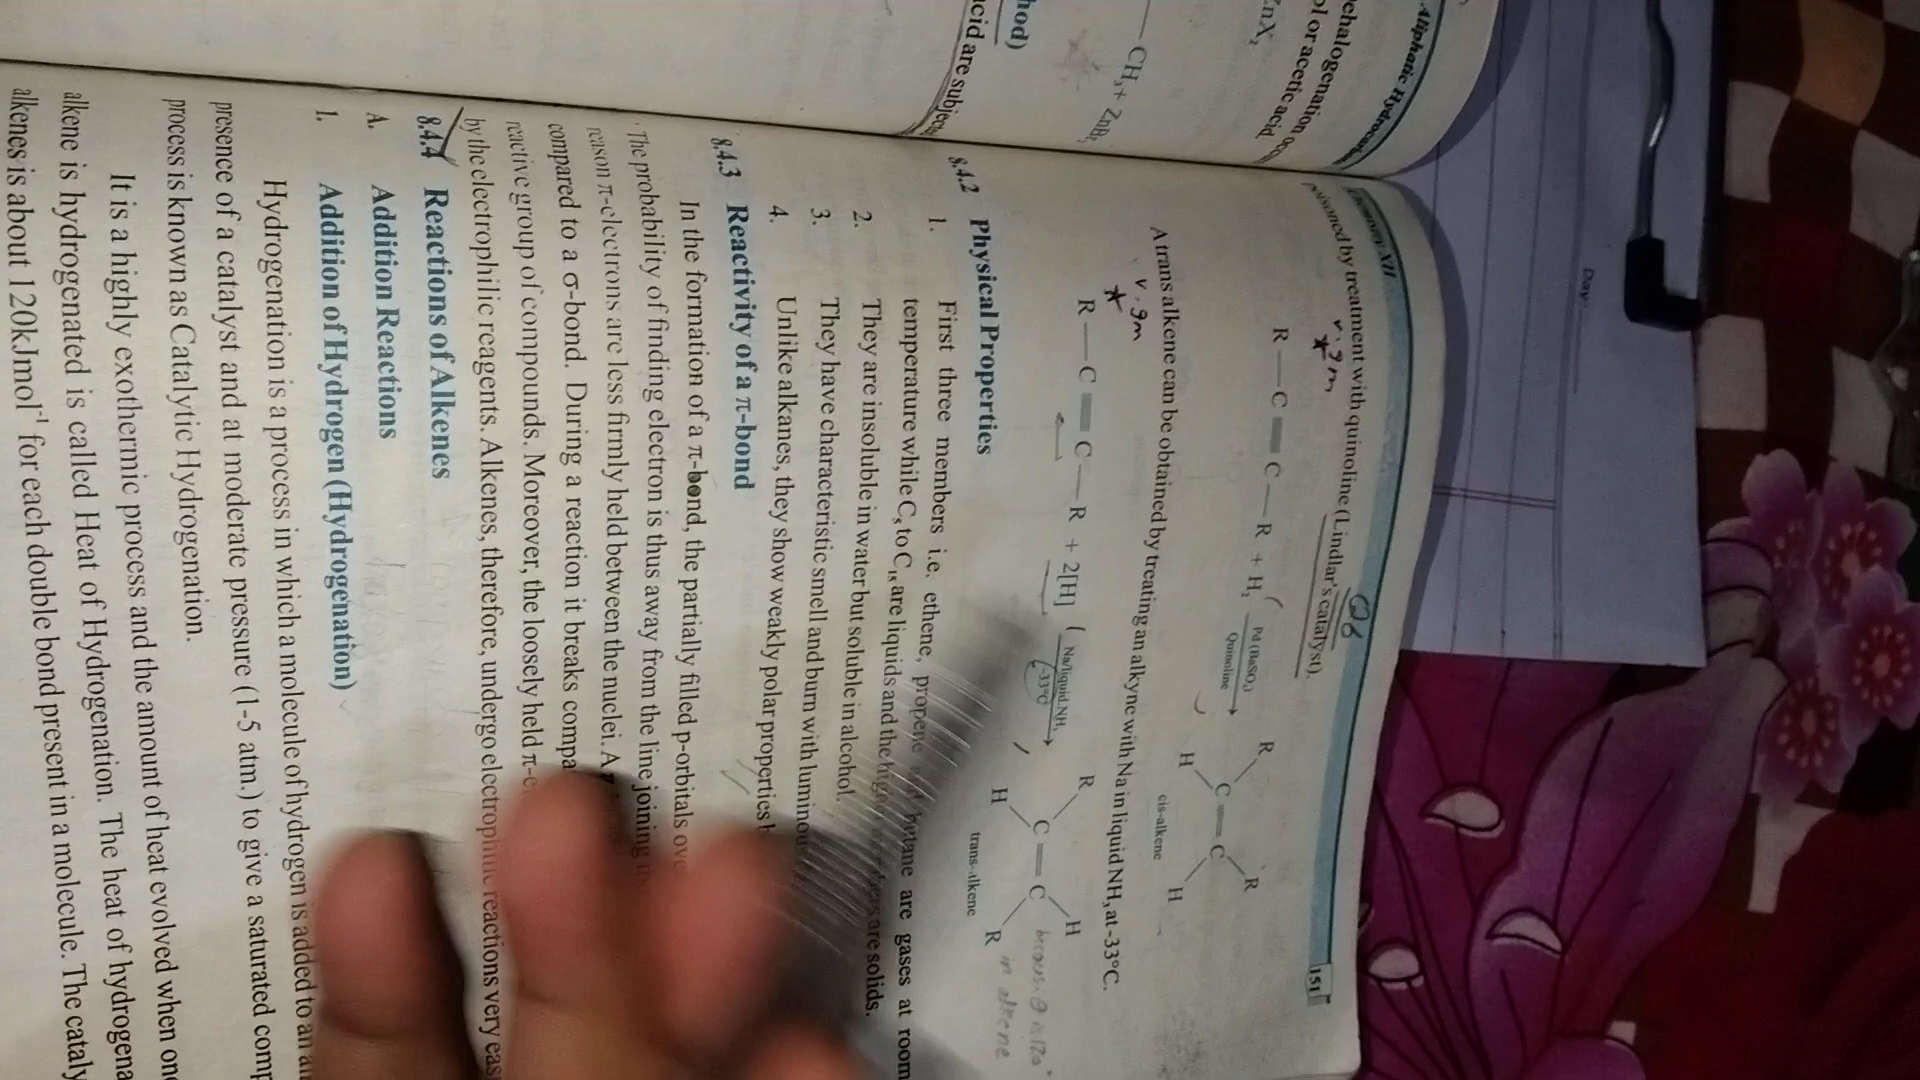 Aliphatic Hydrocarb
ehalogenation
ol or acetic acid
ZnX₂
CH₃ + ZnBr₂
hod)
acid are subject
Day:
151
poisoned by treatment with quinoline (Lindlar's catalyst).
Q6
v.gm
R — C ≡ C — R + H₂ Pd(BaSO₄) Quinoline → R H C = C R H
cis-alkene
A trans alkene can be obtained by treating an alkyne with Na in liquid NH₃ at -33°C.
v.gm
R — C ≡ C — R + 2[H] Na/liquid.NH₃ -33°C → R H C = C H R
trans-alkene
in alkene
8.4.2 Physical Properties
1. First three members i.e. ethene, propene and butane are gases at room
temperature while C₅ to C₁₅ are liquids and the higher members are solids.
2. They are insoluble in water but soluble in alcohol.
3. They have characteristic smell and burn with luminou
4. Unlike alkanes, they show weakly polar properties
8.4.3 Reactivity of a π-bond
In the formation of a π-bond, the partially filled p-orbitals ove
The probability of finding electron is thus away from the line joining
reason π-electrons are less firmly held between the nuclei. A
compared to a σ-bond. During a reaction it breaks compa
reactive group of compounds. Moreover, the loosely held π-e
by the electrophilic reagents. Alkenes, therefore, undergo electrophilic reactions very eas
8.4.4 Reactions of Alkenes
A. Addition Reactions
1. Addition of Hydrogen (Hydrogenation)
Hydrogenation is a process in which a molecule of hydrogen is added to an al
presence of a catalyst and at moderate pressure (1-5 atm.) to give a saturated comp
process is known as Catalytic Hydrogenation.
It is a highly exothermic process and the amount of heat evolved when one
alkene is hydrogenated is called Heat of Hydrogenation. The heat of hydrogena
alkenes is about 120kJmol⁻¹ for each double bond present in a molecule. The cataly